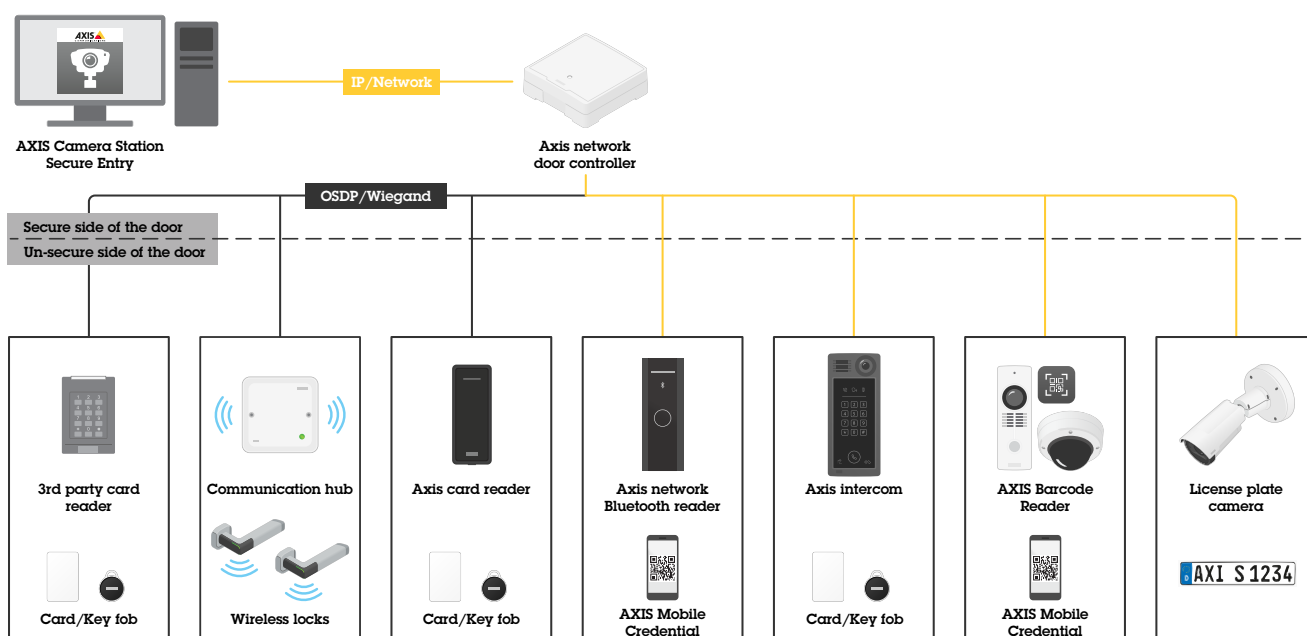 AXIS
IP/Network
AXIS Camera Station
Secure Entry
Axis network
door controller
OSDP/Wiegand
Secure side of the door
Un-secure side of the door
3rd party card
reader
Communication hub
Axis card reader
Axis network
Bluetooth reader
Axis intercom
AXIS Barcode
Reader
License plate
camera
D
AXI S 1234
Card/Key fob
Wireless locks
Card/Key fob
AXIS Mobile
Credential
Card/Key fob
AXIS Mobile
Credential